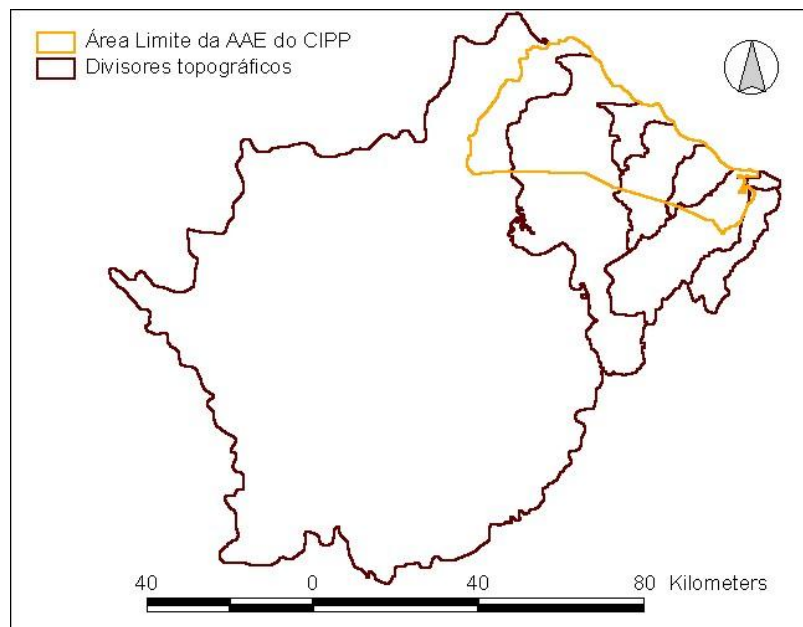 Área Limite da AAE do CIPP
Divisores topográficos
40 0 40 80 Kilometers